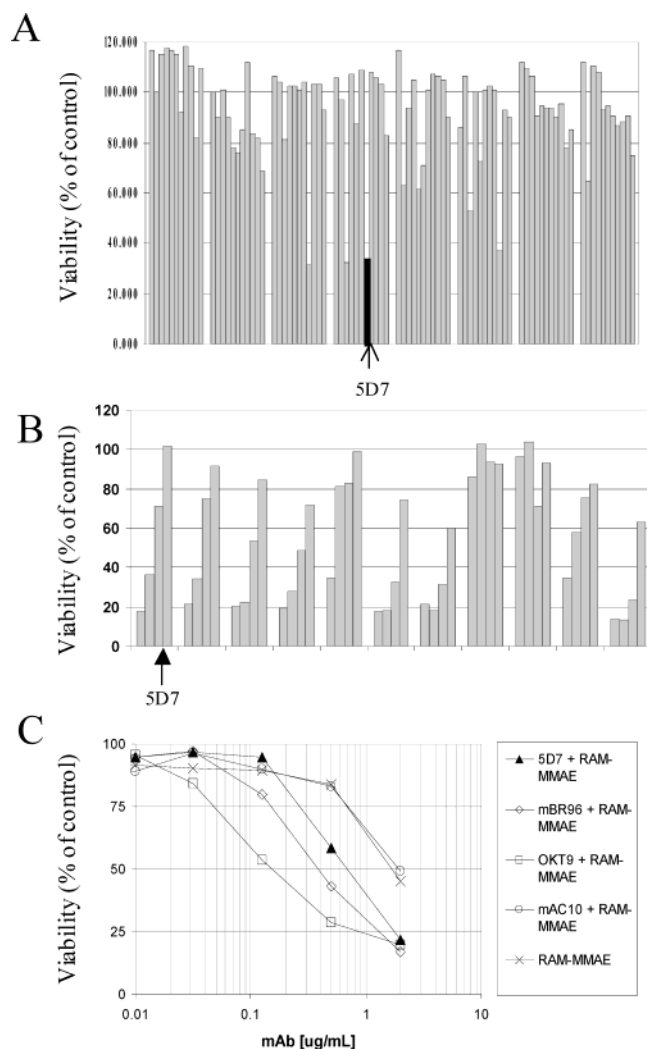 A
Viability (% of control)
120.000
100.000
80.000
60.000
40.000
20.000
0.000
5D7
B
Viability (% of control)
120
100
80
60
40
20
0
5D7
C
Viability (% of control)
100
75
50
25
0
0.01
0.1
1
10
mAb [ug/mL]
5D7 + RAM-
MMAE
mBR96 + RAM-
MMAE
OKT9 + RAM-
MMAE
mAC10 + RAM-
MMAE
RAM-MMAE